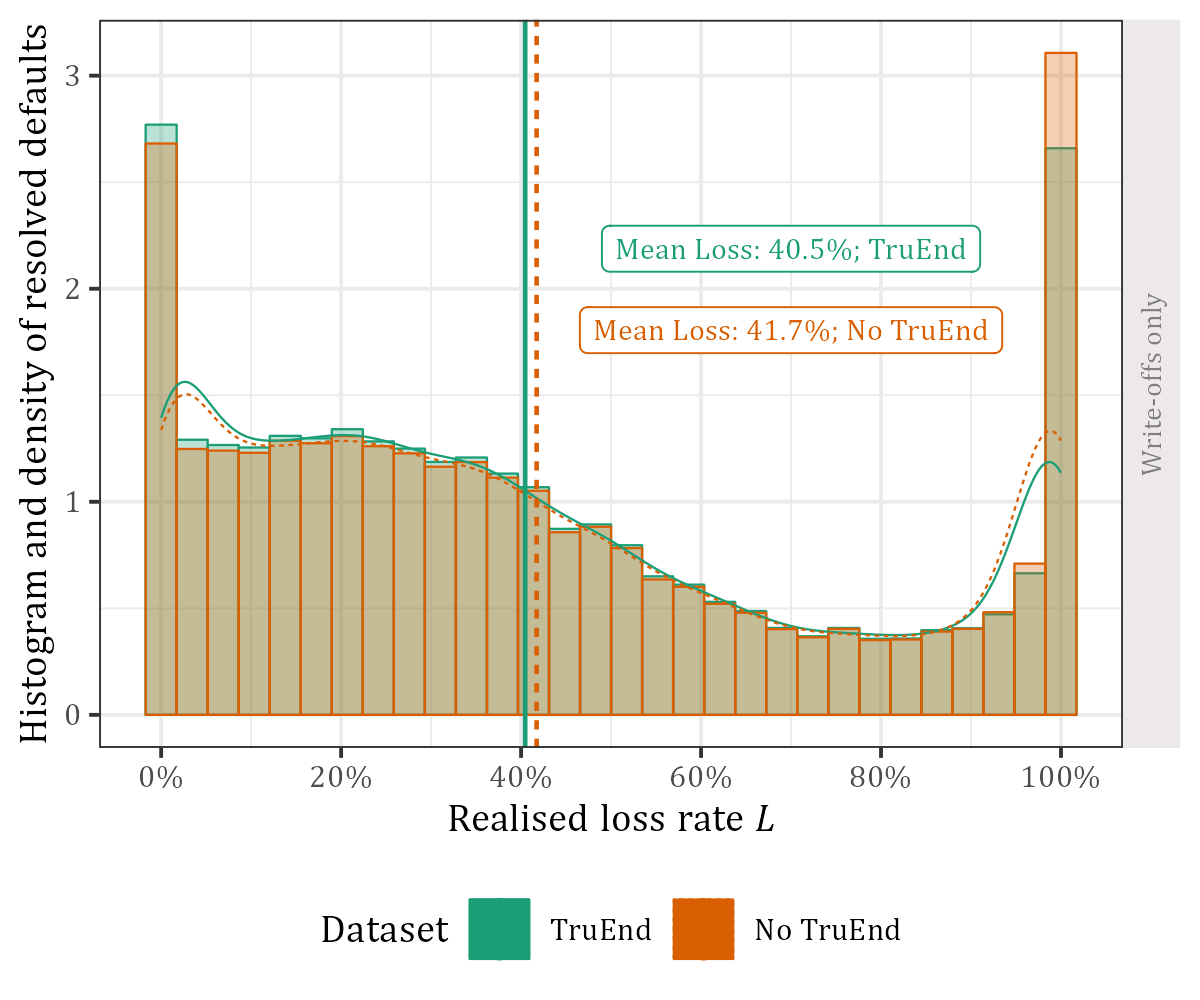 Histogram and density of resolved defaults
3
2
1
0
Mean Loss: 40.5%; TruEnd
Mean Loss: 41.7%; No TruEnd
Write-offs only
0%
20%
40%
60%
80%
100%
Realised loss rate L
Dataset
TruEnd
No TruEnd